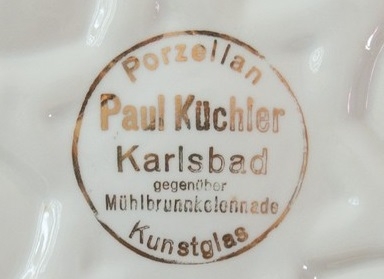 Porzellan
Paul Küchler
Karlsbad
gegenüber
Mühlbrunnkolonnade
Kunstglas